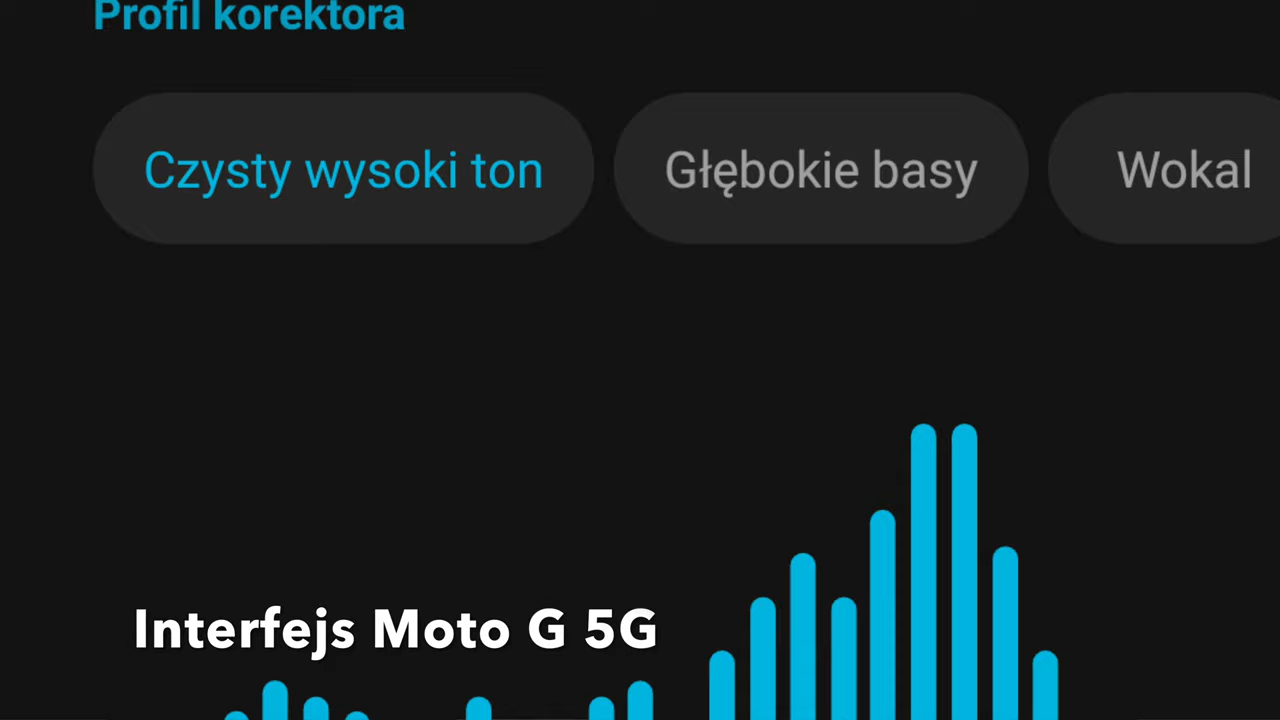 Profil korektora
Czysty wysoki ton Głębokie basy Wokal
Interfejs Moto G 5G